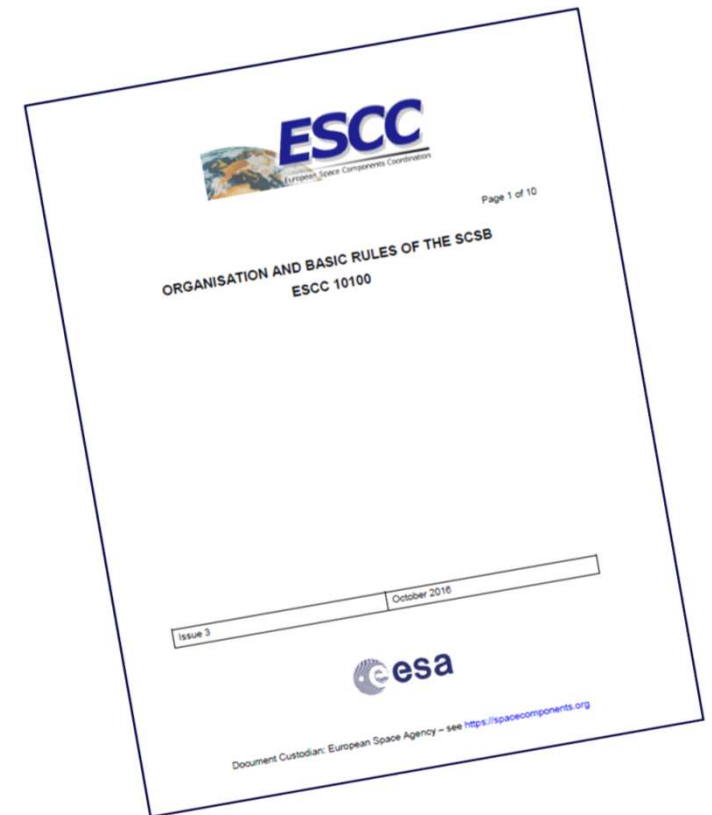 ESCC
European Space Components Coordination
Page 1 of 10
ORGANISATION AND BASIC RULES OF THE SCSB
ESCC 10100
Issue 3
October 2016
esa
Document Custodian: European Space Agency – see https://spacecomponents.org